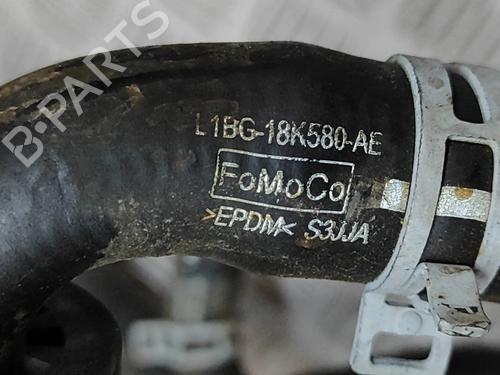 B-PARTS
L1BG-18K580-AE
FoMoCo
>EPDM< S3JJA